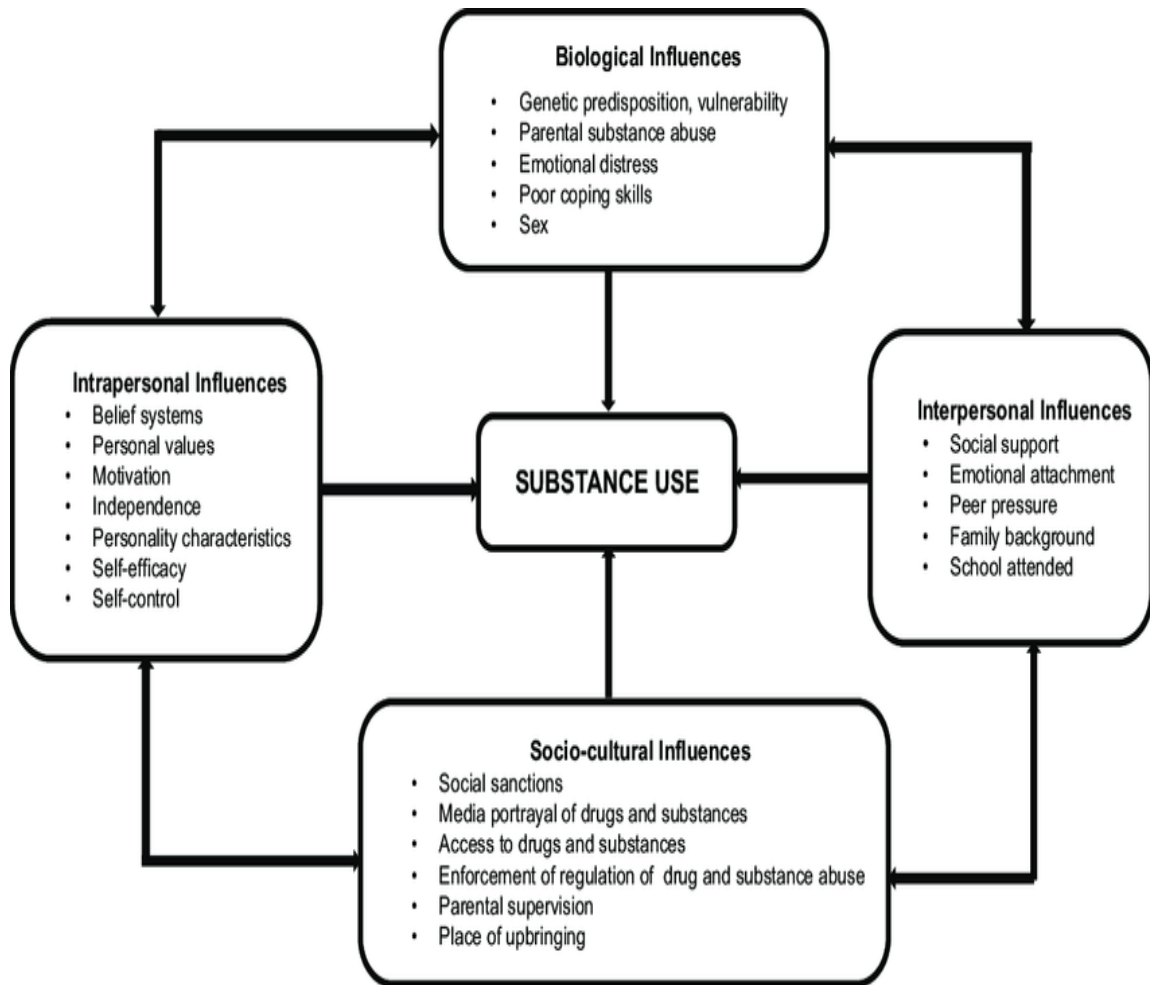 Biological Influences
• Genetic predisposition, vulnerability
• Parental substance abuse
• Emotional distress
• Poor coping skills
• Sex
Intrapersonal Influences
• Belief systems
• Personal values
• Motivation
• Independence
• Personality characteristics
• Self-efficacy
• Self-control
SUBSTANCE USE
Interpersonal Influences
• Social support
• Emotional attachment
• Peer pressure
• Family background
• School attended
Socio-cultural Influences
• Social sanctions
• Media portrayal of drugs and substances
• Access to drugs and substances
• Enforcement of regulation of drug and substance abuse
• Parental supervision
• Place of upbringing